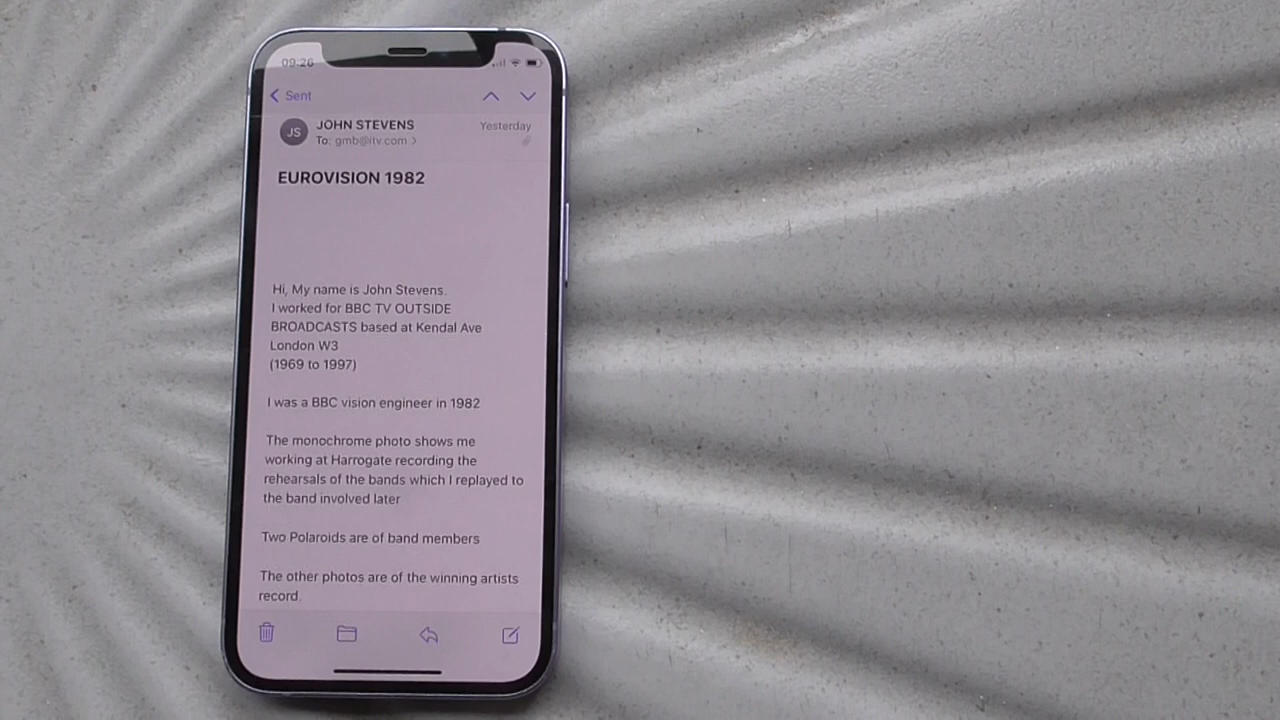 09:26
Sent
JS
JOHN STEVENS
Yesterday
To: gmb@itv.com
EUROVISION 1982
Hi, My name is John Stevens.
I worked for BBC TV OUTSIDE
BROADCASTS based at Kendal Ave
London W3
(1969 to 1997)
I was a BBC vision engineer in 1982
The monochrome photo shows me
working at Harrogate recording the
rehearsals of the bands which I replayed to
the band involved later
Two Polaroids are of band members
The other photos are of the winning artists
record.